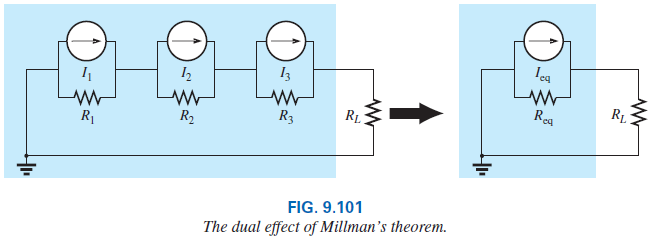 I1 I2 I3 Ieq
R1 R2 R3 RL Req RL
FIG. 9.101
The dual effect of Millman's theorem.